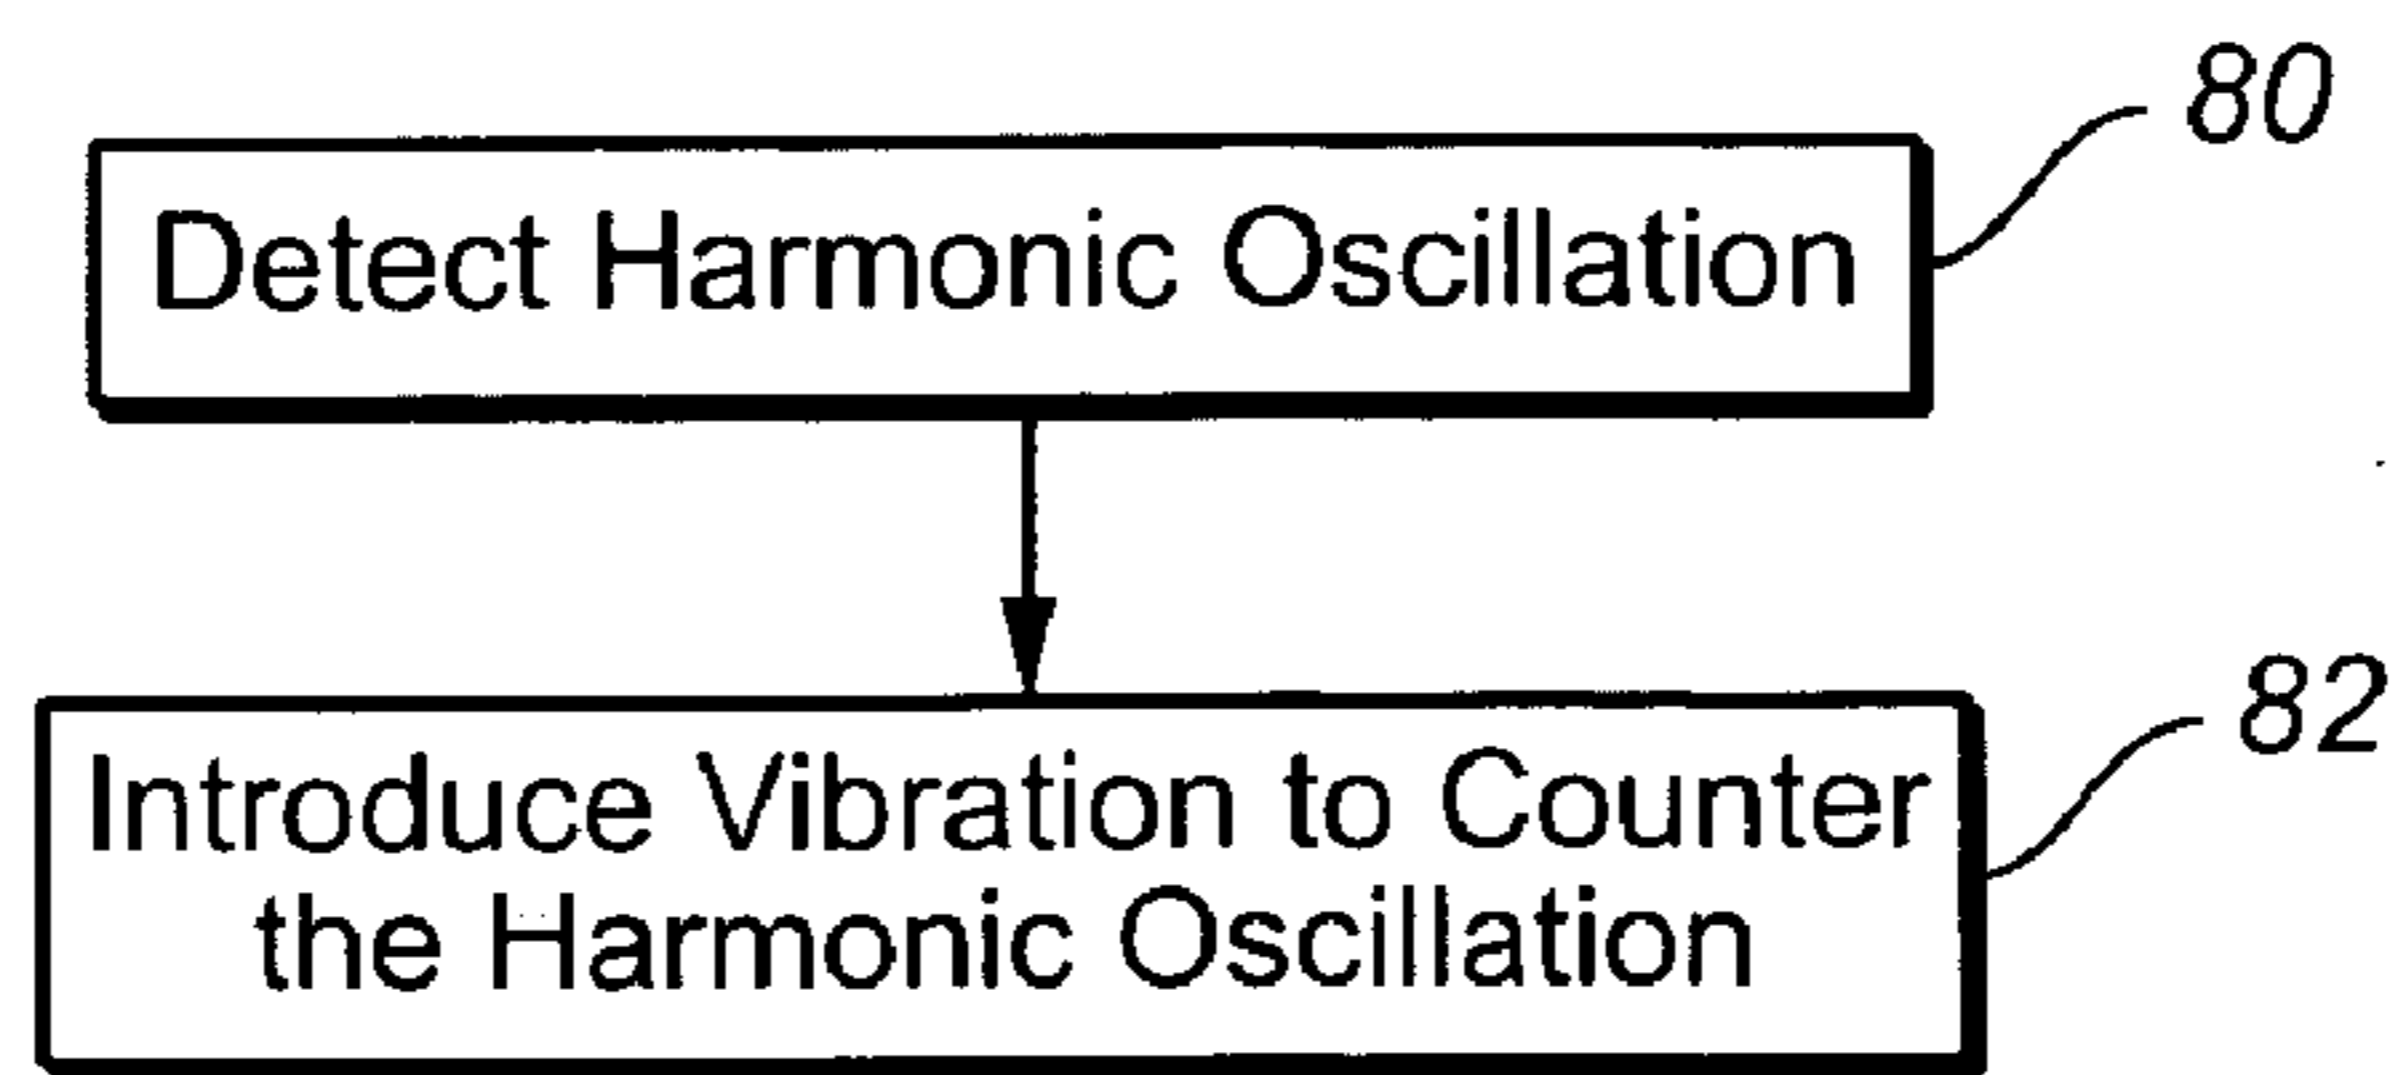 80
Detect Harmonic Oscillation
82
Introduce Vibration to Counter
the Harmonic Oscillation